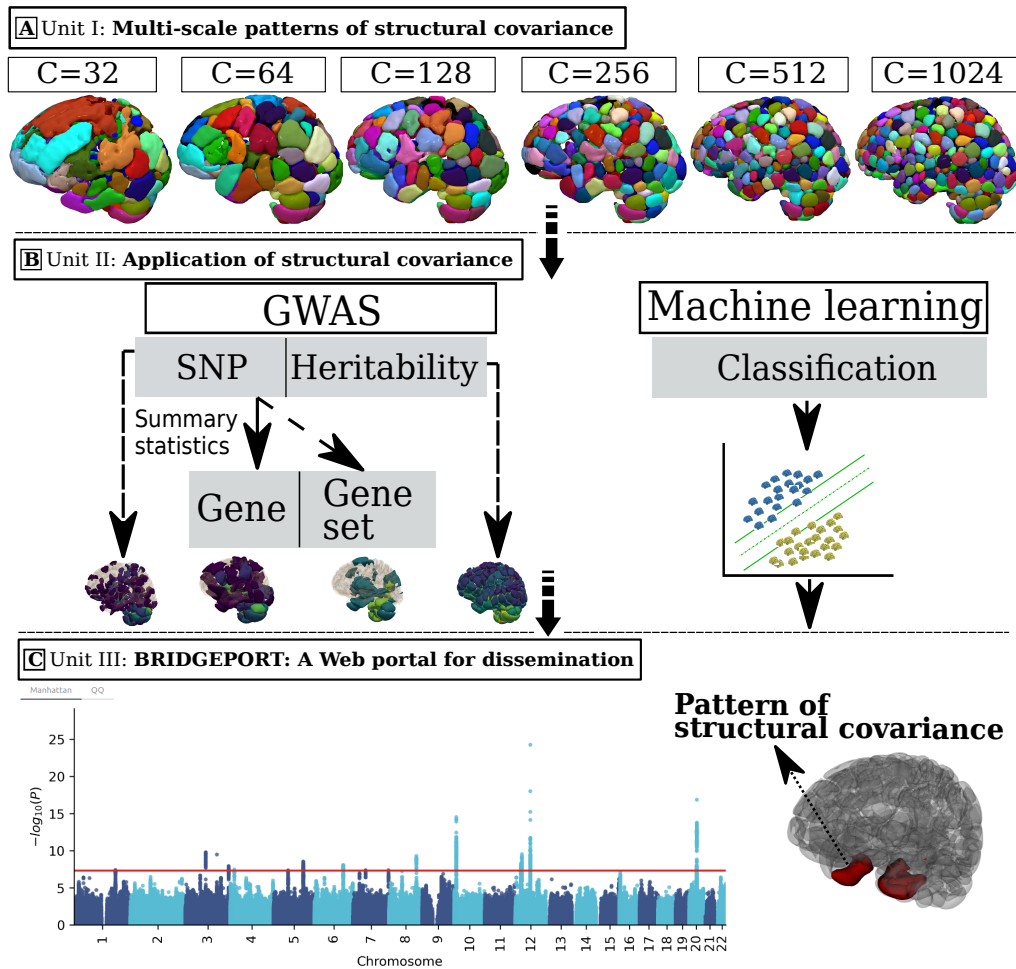 A Unit I: Multi-scale patterns of structural covariance
C=32 C=64 C=128 C=256 C=512 C=1024
B Unit II: Application of structural covariance
GWAS
SNP Heritability
Summary
statistics
Gene Gene
set
Machine learning
Classification
C Unit III: BRIDGEPORT: A Web portal for dissemination
Manhattan QQ
25
20
15
10
5
0
−log10(P)
1 2 3 4 5 6 7 8 9 10 11 12 13 14 15 16 17 18 19 20 21 22
Chromosome
Pattern of
structural covariance